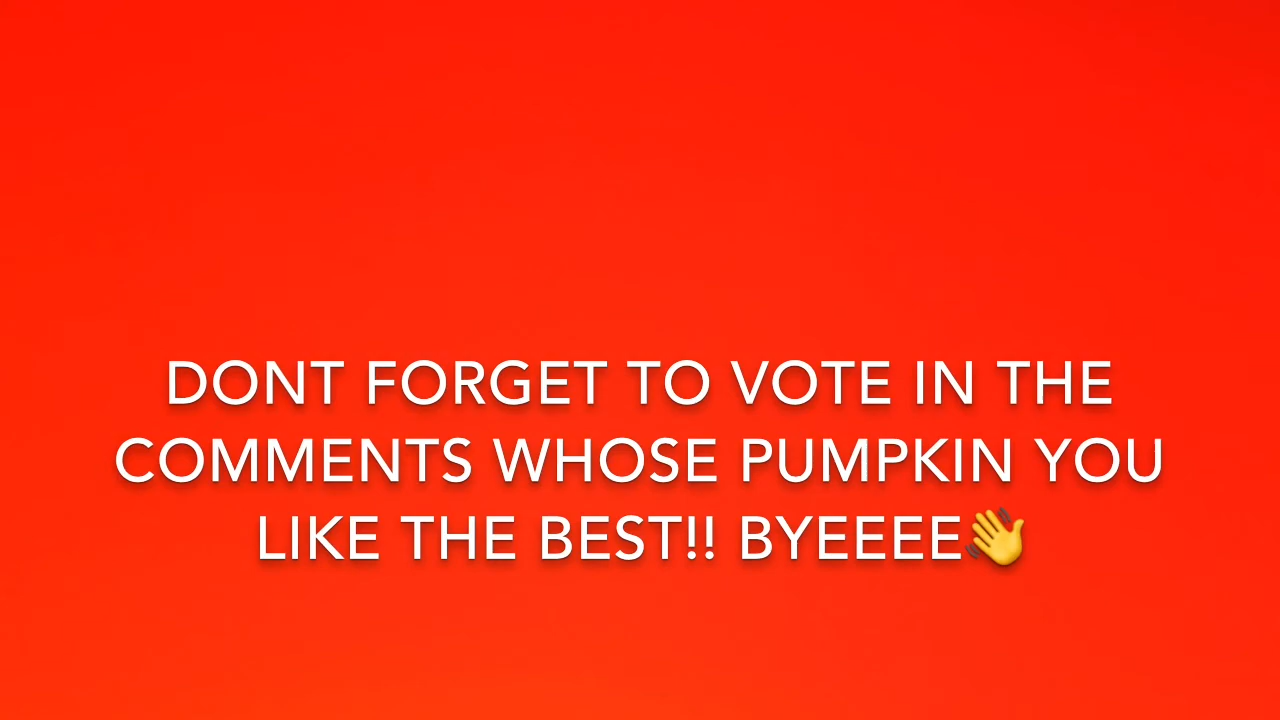 DONT FORGET TO VOTE IN THE
COMMENTS WHOSE PUMPKIN YOU
LIKE THE BEST!! BYEEEE👋